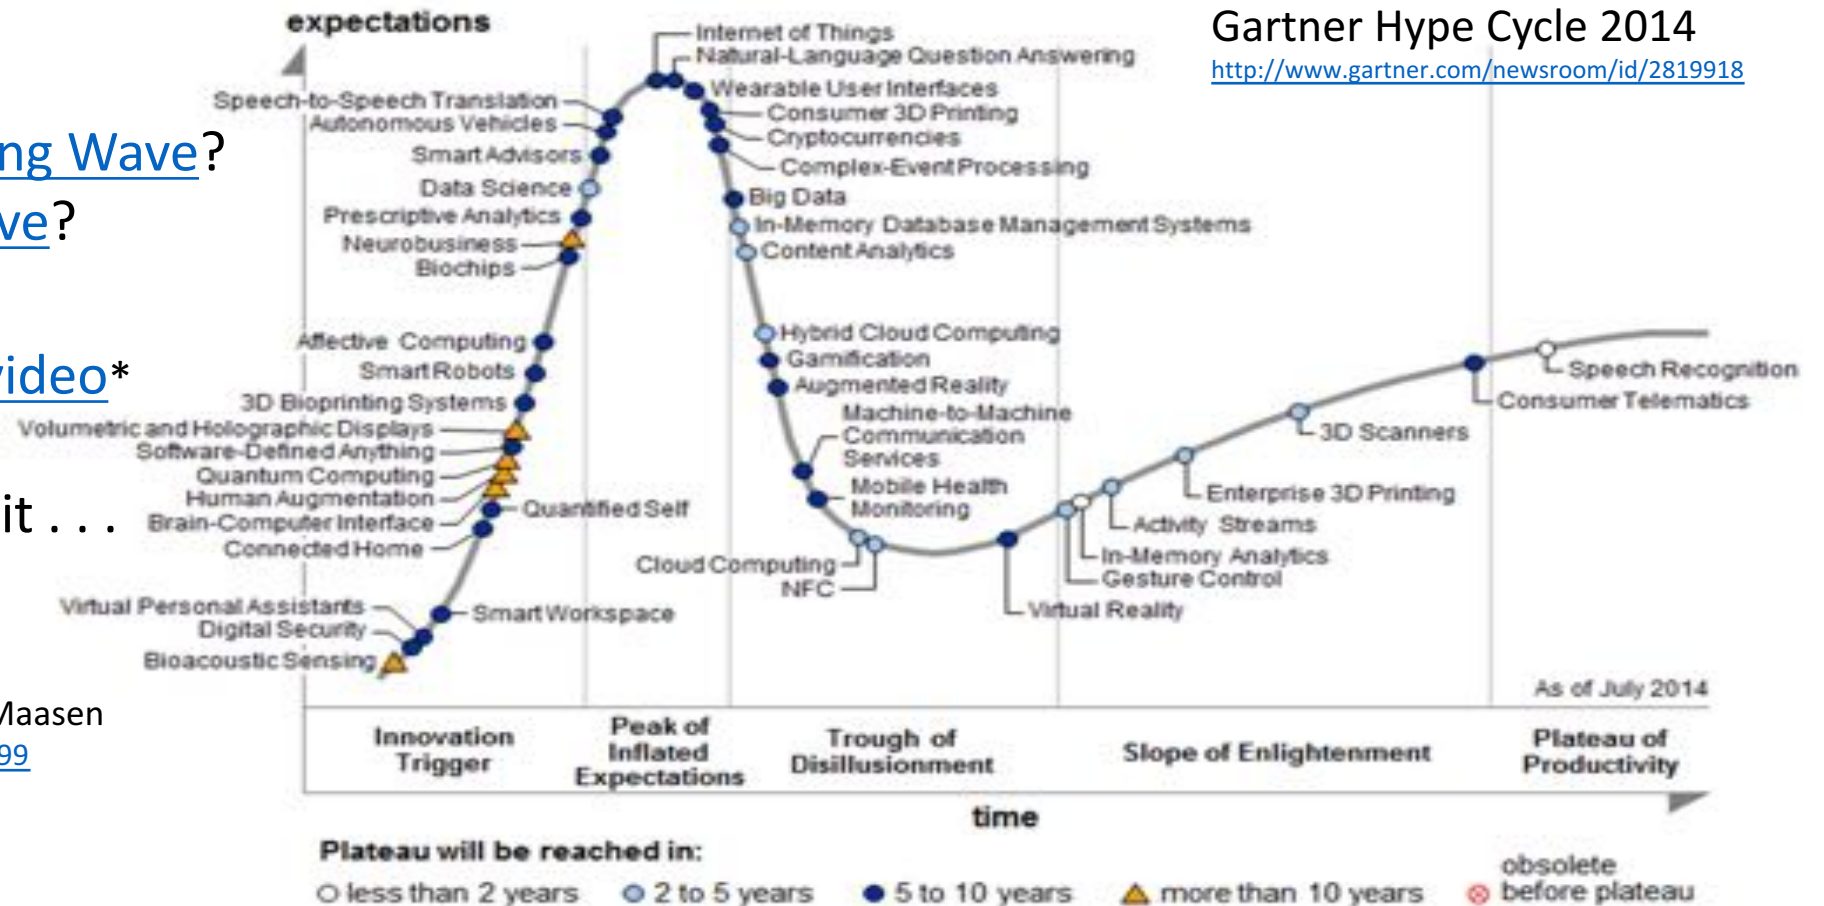 expectations
Gartner Hype Cycle 2014
http://www.gartner.com/newsroom/id/2819918
ng Wave?
ve?
video*
it . . .
Maasen
99
Internet of Things
Natural-Language Question Answering
Wearable User Interfaces
Consumer 3D Printing
Cryptocurrencies
Complex-Event Processing
Speech-to-Speech Translation
Autonomous Vehicles
Smart Advisors
Data Science
Prescriptive Analytics
Neurobusiness
Biochips
Big Data
In-Memory Database Management Systems
Content Analytics
Affective Computing
Smart Robots
3D Bioprinting Systems
Volumetric and Holographic Displays
Software-Defined Anything
Quantum Computing
Human Augmentation
Brain-Computer Interface
Connected Home
Quantified Self
Virtual Personal Assistants
Digital Security
Bioacoustic Sensing
Smart Workspace
Hybrid Cloud Computing
Gamification
Augmented Reality
Machine-to-Machine
Communication
Services
Mobile Health
Monitoring
Cloud Computing
NFC
Virtual Reality
Gesture Control
In-Memory Analytics
Activity Streams
Enterprise 3D Printing
3D Scanners
Consumer Telematics
Speech Recognition
As of July 2014
Innovation
Trigger
Peak of
Inflated
Expectations
Trough of
Disillusionment
Slope of Enlightenment
Plateau of
Productivity
time
Plateau will be reached in:
less than 2 years
2 to 5 years
5 to 10 years
more than 10 years
obsolete
before plateau